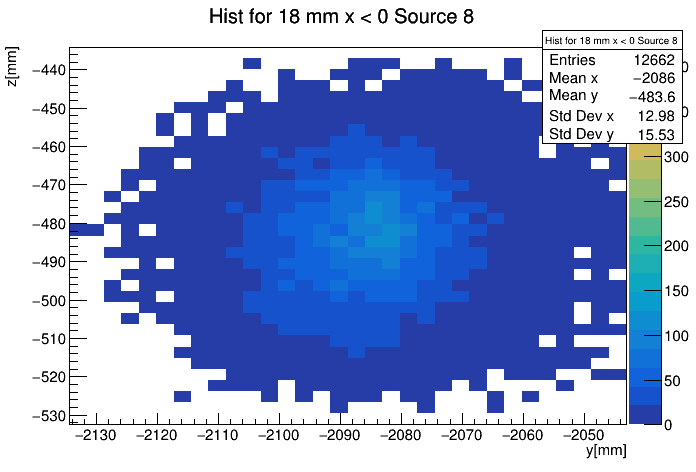 Hist for 18 mm x < 0 Source 8
Hist for 18 mm x < 0 Source 8
Entries 12662
Mean x −2086
Mean y −483.6
Std Dev x 12.98
Std Dev y 15.53
z[mm]
−440
−450
−460
−470
−480
−490
−500
−510
−520
−530
−2130 −2120 −2110 −2100 −2090 −2080 −2070 −2060 −2050
y[mm]
300
250
200
150
100
50
0